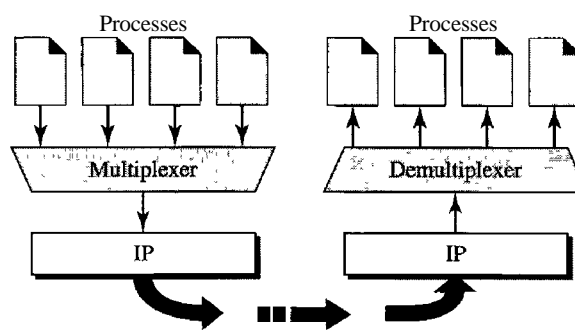 Processes
Processes
Multiplexer
Demultiplexer
IP
IP